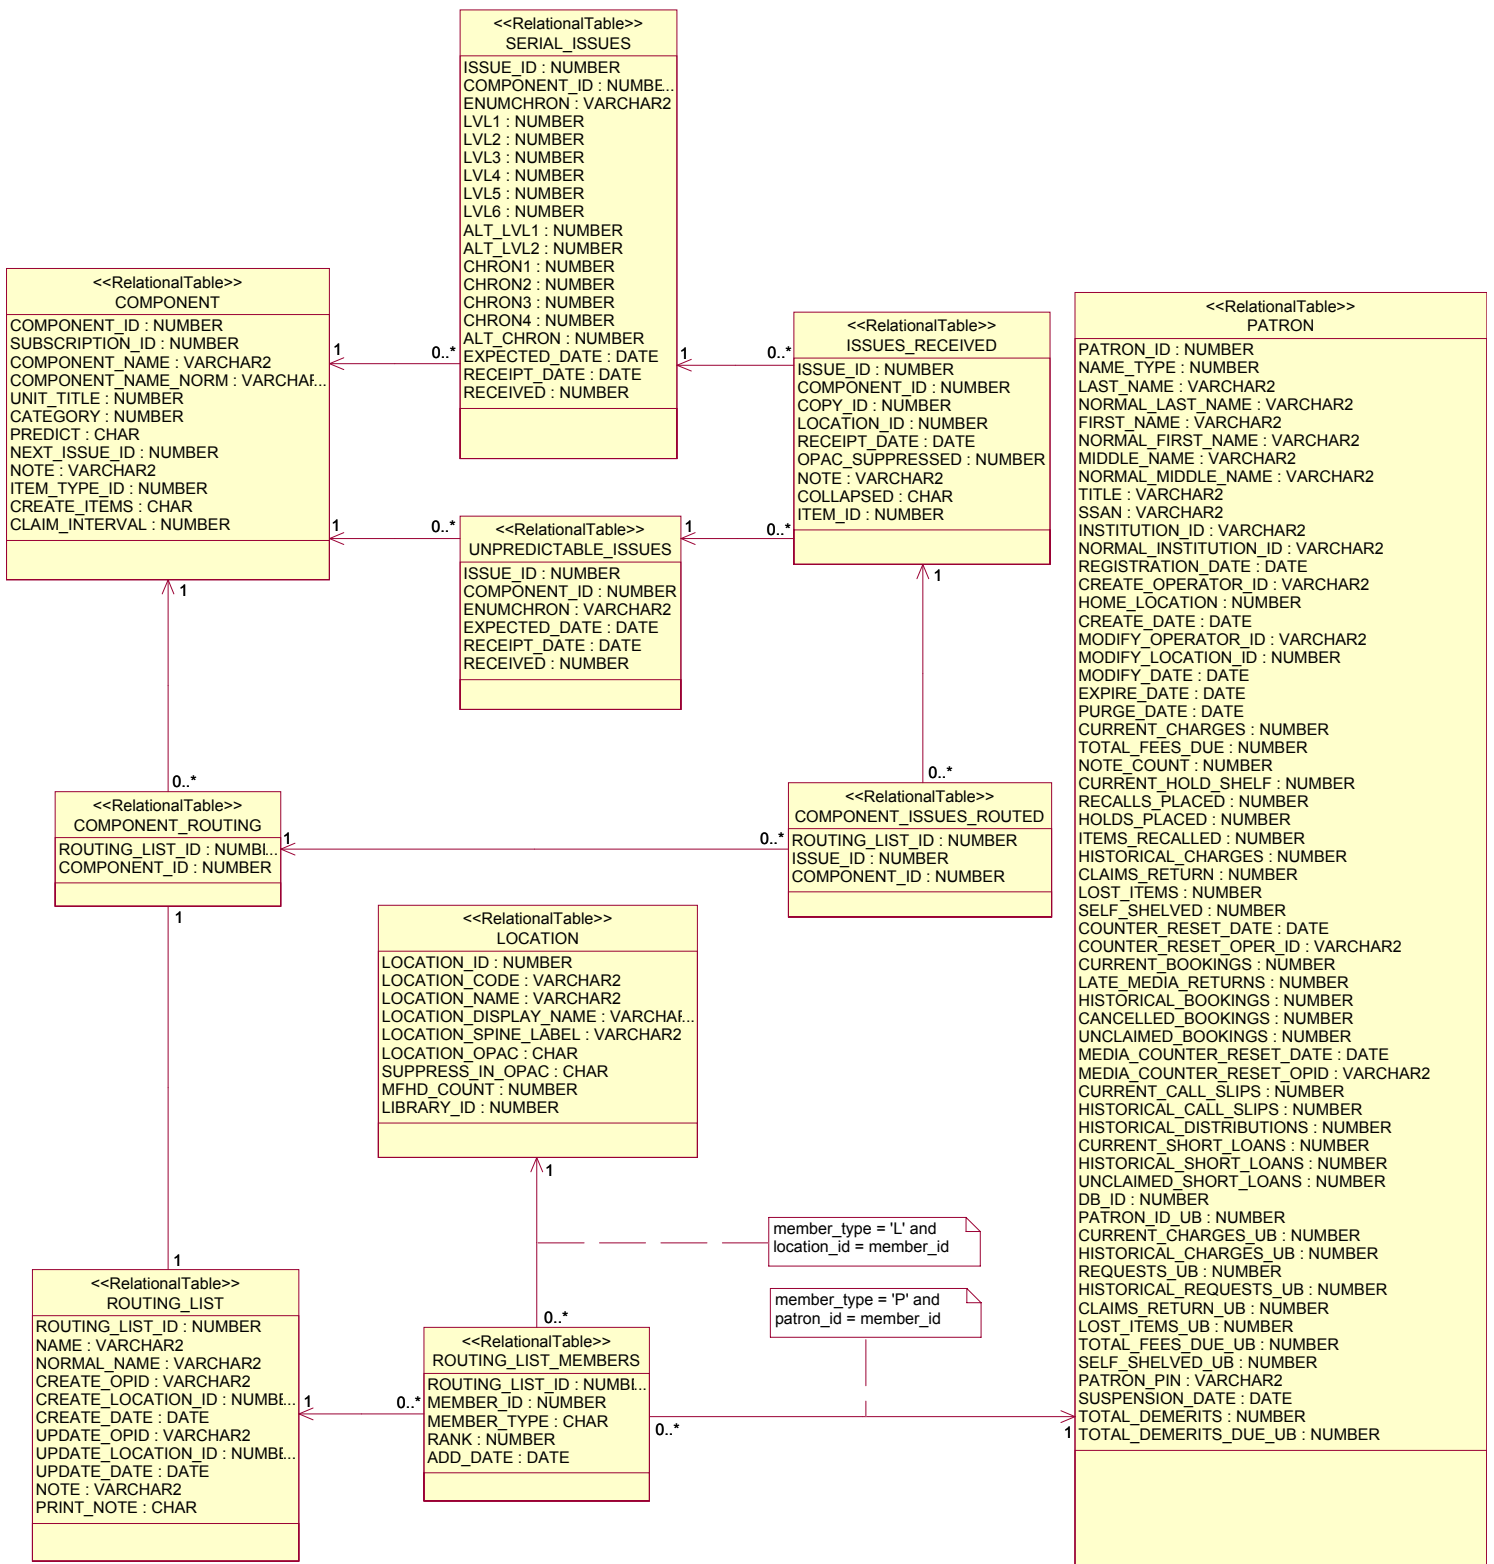 <<RelationalTable>>
SERIAL_ISSUES
ISSUE_ID : NUMBER
COMPONENT_ID : NUMBE...
ENUMCHRON : VARCHAR2
LVL1 : NUMBER
LVL2 : NUMBER
LVL3 : NUMBER
LVL4 : NUMBER
LVL5 : NUMBER
LVL6 : NUMBER
ALT_LVL1 : NUMBER
ALT_LVL2 : NUMBER
CHRON1 : NUMBER
CHRON2 : NUMBER
CHRON3 : NUMBER
CHRON4 : NUMBER
ALT_CHRON : NUMBER
EXPECTED_DATE : DATE
RECEIPT_DATE : DATE
RECEIVED : NUMBER
<<RelationalTable>>
COMPONENT
COMPONENT_ID : NUMBER
SUBSCRIPTION_ID : NUMBER
COMPONENT_NAME : VARCHAR2
COMPONENT_NAME_NORM : VARCHAR...
UNIT_TITLE : NUMBER
CATEGORY : NUMBER
PREDICT : CHAR
NEXT_ISSUE_ID : NUMBER
NOTE : VARCHAR2
ITEM_TYPE_ID : NUMBER
CREATE_ITEMS : CHAR
CLAIM_INTERVAL : NUMBER
1
0..*
1
0..*
<<RelationalTable>>
ISSUES_RECEIVED
ISSUE_ID : NUMBER
COMPONENT_ID : NUMBER
COPY_ID : NUMBER
LOCATION_ID : NUMBER
RECEIPT_DATE : DATE
OPAC_SUPPRESSED : NUMBER
NOTE : VARCHAR2
COLLAPSED : CHAR
ITEM_ID : NUMBER
1
0..*
1
0..*
<<RelationalTable>>
UNPREDICTABLE_ISSUES
ISSUE_ID : NUMBER
COMPONENT_ID : NUMBER
ENUMCHRON : VARCHAR2
EXPECTED_DATE : DATE
RECEIPT_DATE : DATE
RECEIVED : NUMBER
1
0..*
1
0..*
<<RelationalTable>>
COMPONENT_ROUTING
ROUTING_LIST_ID : NUMBE...
COMPONENT_ID : NUMBER
1
0..*
<<RelationalTable>>
COMPONENT_ISSUES_ROUTED
ROUTING_LIST_ID : NUMBER
ISSUE_ID : NUMBER
COMPONENT_ID : NUMBER
1
1
<<RelationalTable>>
LOCATION
LOCATION_ID : NUMBER
LOCATION_CODE : VARCHAR2
LOCATION_NAME : VARCHAR2
LOCATION_DISPLAY_NAME : VARCHAR...
LOCATION_SPINE_LABEL : VARCHAR2
LOCATION_OPAC : CHAR
SUPPRESS_IN_OPAC : CHAR
MFHD_COUNT : NUMBER
LIBRARY_ID : NUMBER
1
0..*
member_type = 'L' and
location_id = member_id
member_type = 'P' and
patron_id = member_id
<<RelationalTable>>
ROUTING_LIST
ROUTING_LIST_ID : NUMBER
NAME : VARCHAR2
NORMAL_NAME : VARCHAR2
CREATE_OPID : VARCHAR2
CREATE_LOCATION_ID : NUMBE...
CREATE_DATE : DATE
UPDATE_OPID : VARCHAR2
UPDATE_LOCATION_ID : NUMBE...
UPDATE_DATE : DATE
NOTE : VARCHAR2
PRINT_NOTE : CHAR
1
0..*
<<RelationalTable>>
ROUTING_LIST_MEMBERS
ROUTING_LIST_ID : NUMBE...
MEMBER_ID : NUMBER
MEMBER_TYPE : CHAR
RANK : NUMBER
ADD_DATE : DATE
0..*
1
<<RelationalTable>>
PATRON
PATRON_ID : NUMBER
NAME_TYPE : NUMBER
LAST_NAME : VARCHAR2
NORMAL_LAST_NAME : VARCHAR2
FIRST_NAME : VARCHAR2
NORMAL_FIRST_NAME : VARCHAR2
MIDDLE_NAME : VARCHAR2
NORMAL_MIDDLE_NAME : VARCHAR2
TITLE : VARCHAR2
SSAN : VARCHAR2
INSTITUTION_ID : VARCHAR2
NORMAL_INSTITUTION_ID : VARCHAR2
REGISTRATION_DATE : DATE
CREATE_OPERATOR_ID : VARCHAR2
HOME_LOCATION : NUMBER
CREATE_DATE : DATE
MODIFY_OPERATOR_ID : VARCHAR2
MODIFY_LOCATION_ID : NUMBER
MODIFY_DATE : DATE
EXPIRE_DATE : DATE
PURGE_DATE : DATE
CURRENT_CHARGES : NUMBER
TOTAL_FEES_DUE : NUMBER
NOTE_COUNT : NUMBER
CURRENT_HOLD_SHELF : NUMBER
RECALLS_PLACED : NUMBER
HOLDS_PLACED : NUMBER
ITEMS_RECALLED : NUMBER
HISTORICAL_CHARGES : NUMBER
CLAIMS_RETURN : NUMBER
LOST_ITEMS : NUMBER
SELF_SHELVED : NUMBER
COUNTER_RESET_DATE : DATE
COUNTER_RESET_OPER_ID : VARCHAR2
CURRENT_BOOKINGS : NUMBER
LATE_MEDIA_RETURNS : NUMBER
HISTORICAL_BOOKINGS : NUMBER
CANCELLED_BOOKINGS : NUMBER
UNCLAIMED_BOOKINGS : NUMBER
MEDIA_COUNTER_RESET_DATE : DATE
MEDIA_COUNTER_RESET_OPID : VARCHAR2
CURRENT_CALL_SLIPS : NUMBER
HISTORICAL_CALL_SLIPS : NUMBER
HISTORICAL_DISTRIBUTIONS : NUMBER
CURRENT_SHORT_LOANS : NUMBER
HISTORICAL_SHORT_LOANS : NUMBER
UNCLAIMED_SHORT_LOANS : NUMBER
DB_ID : NUMBER
PATRON_ID_UB : NUMBER
CURRENT_CHARGES_UB : NUMBER
HISTORICAL_CHARGES_UB : NUMBER
REQUESTS_UB : NUMBER
HISTORICAL_REQUESTS_UB : NUMBER
CLAIMS_RETURN_UB : NUMBER
LOST_ITEMS_UB : NUMBER
TOTAL_FEES_DUE_UB : NUMBER
SELF_SHELVED_UB : NUMBER
PATRON_PIN : VARCHAR2
SUSPENSION_DATE : DATE
TOTAL_DEMERITS : NUMBER
TOTAL_DEMERITS_DUE_UB : NUMBER